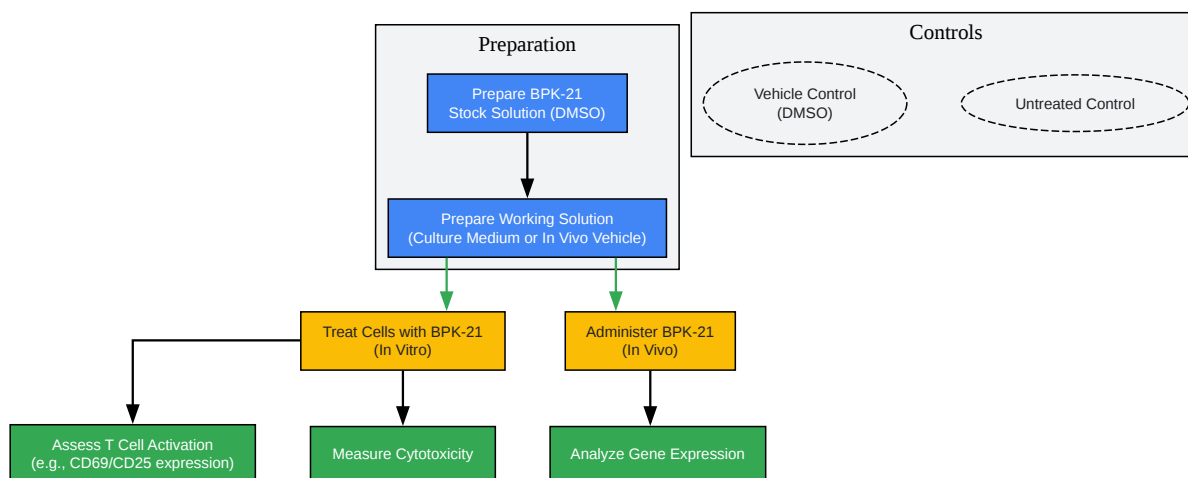 Preparation
Controls
Prepare BPK-21
Stock Solution (DMSO)
Vehicle Control
(DMSO)
Untreated Control
Prepare Working Solution
(Culture Medium or In Vivo Vehicle)
Treat Cells with BPK-21
(In Vitro)
Administer BPK-21
(In Vivo)
Assess T Cell Activation
(e.g., CD69/CD25 expression)
Measure Cytotoxicity
Analyze Gene Expression